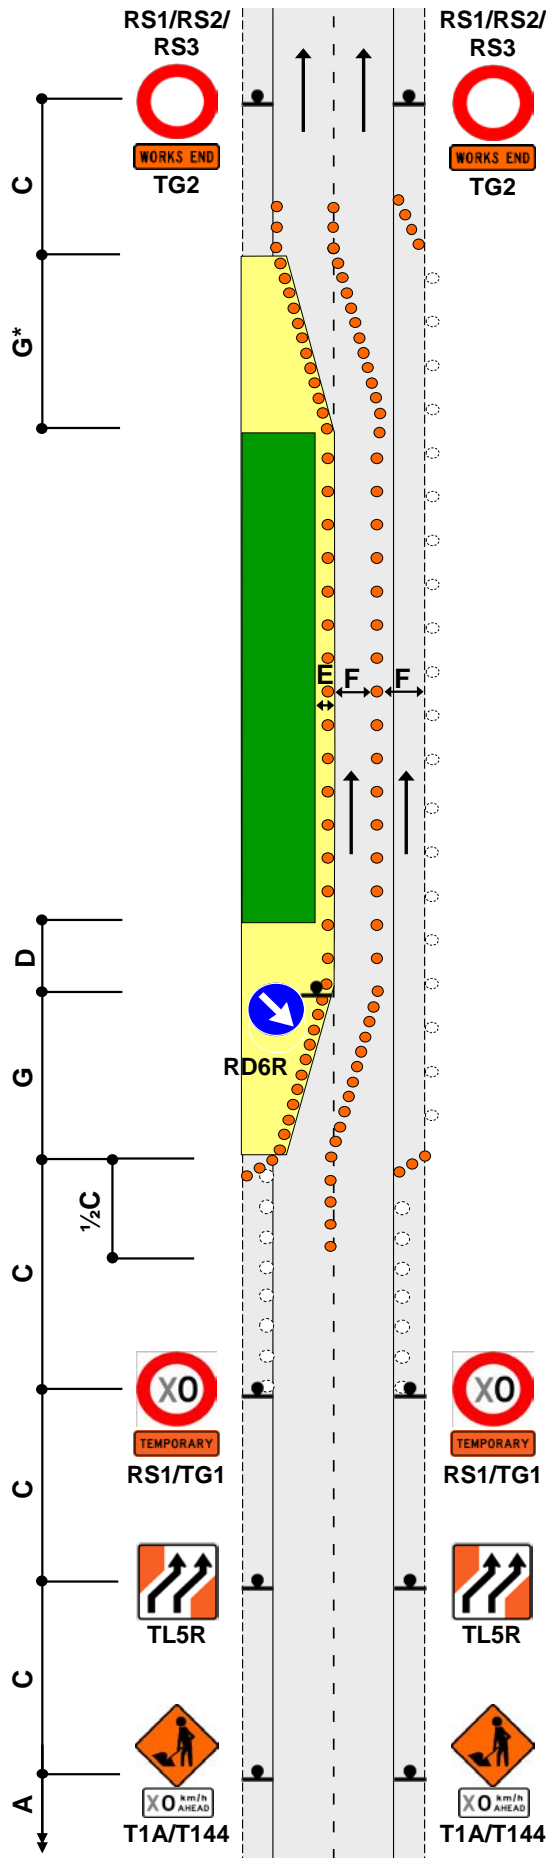 RS1/RS2/
RS3
RS1/RS2/
RS3
WORKS END
TG2
WORKS END
TG2
C
G*
E
F
F
D
RD6R
G
½C
C
X0
TEMPORARY
RS1/TG1
X0
TEMPORARY
RS1/TG1
C
TL5R
TL5R
C
X0 km/h
AHEAD
T1A/T144
X0 km/h
AHEAD
T1A/T144
A